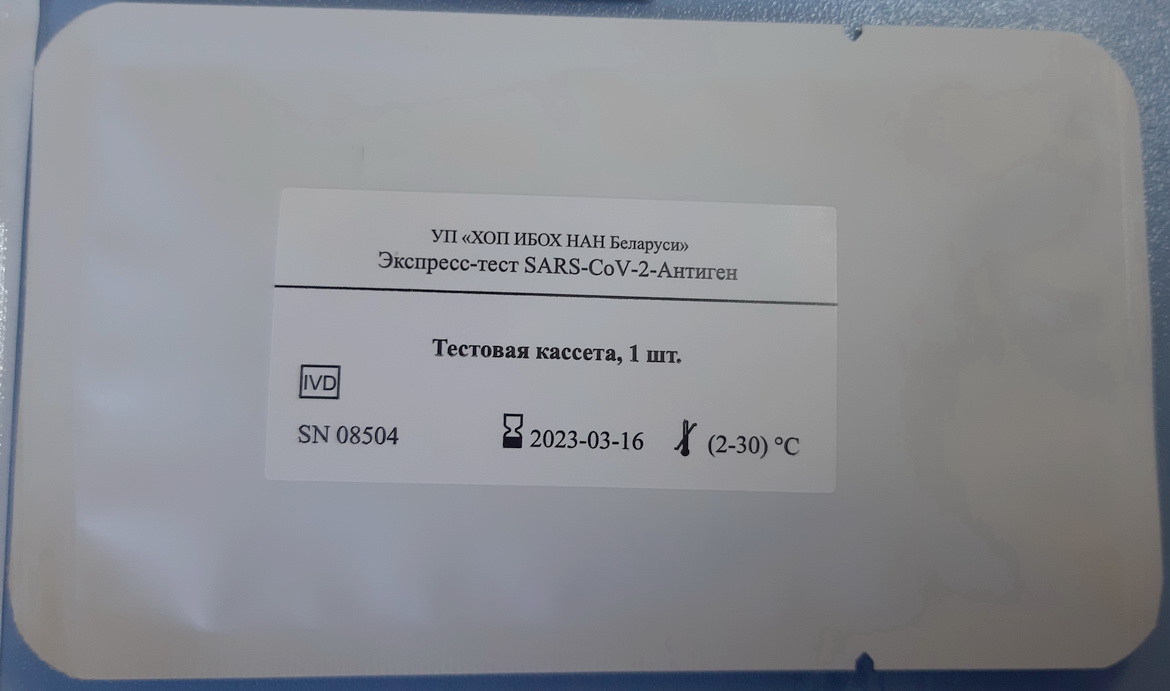 УП «ХОП ИБОХ НАН Беларуси»
Экспресс-тест SARS-CoV-2-Антиген
Тестовая кассета, 1 шт.
IVD
SN 08504 2023-03-16 (2-30) °C